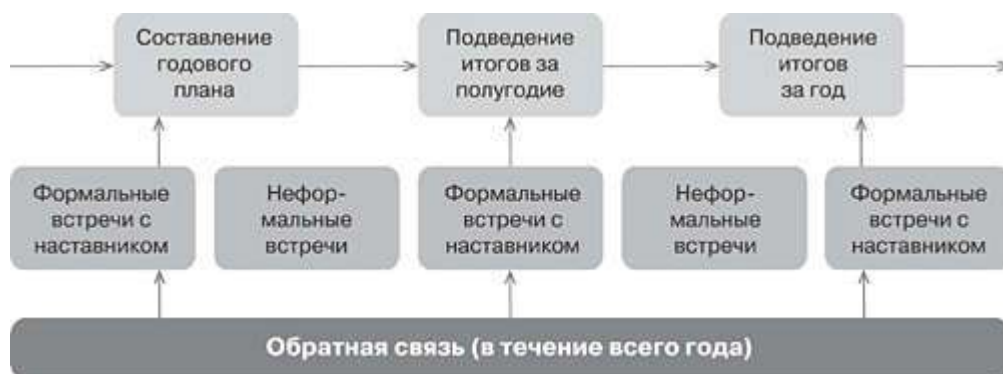 Составление
годового
плана
Подведение
итогов за
полугодие
Подведение
итогов
за год
Формальные
встречи с
наставником
Нефор-
мальные
встречи
Формальные
встречи с
наставником
Нефор-
мальные
встречи
Формальные
встречи с
наставником
Обратная связь (в течение всего года)